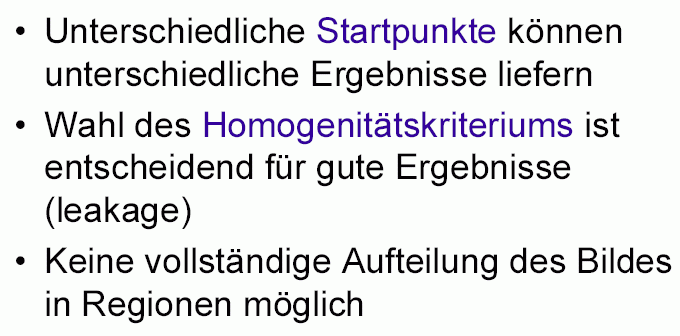 • Unterschiedliche Startpunkte können
unterschiedliche Ergebnisse liefern
• Wahl des Homogenitätskriteriums ist
entscheidend für gute Ergebnisse
(leakage)
• Keine vollständige Aufteilung des Bildes
in Regionen möglich